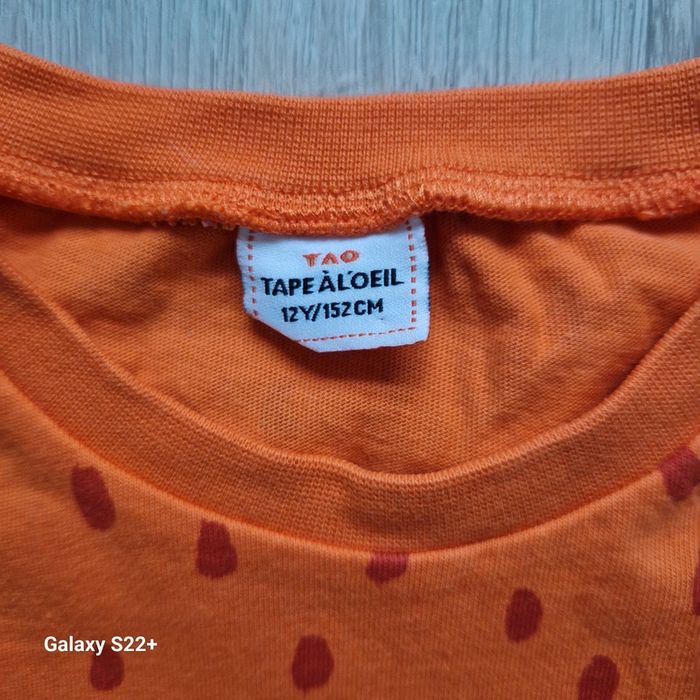 TAO
TAPE À L'OEIL
12Y/152CM
Galaxy S22+